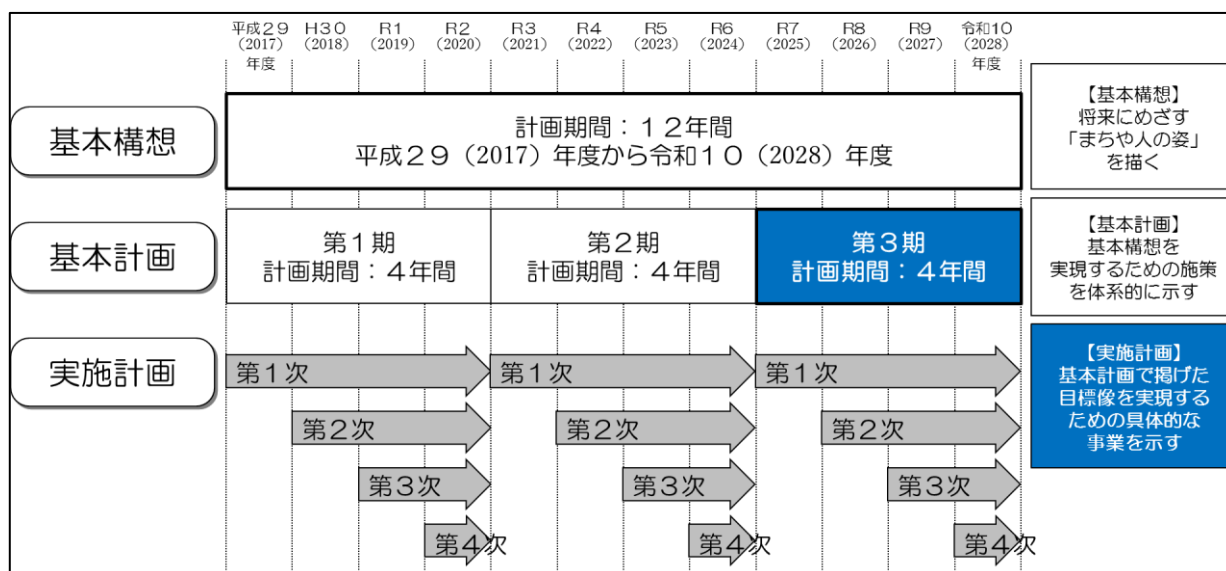 平成29 H30 R1 R2 R3 R4 R5 R6 R7 R8 R9 令和10
(2017) (2018) (2019) (2020) (2021) (2022) (2023) (2024) (2025) (2026) (2027) (2028)
年度 年度
基本構想
計画期間：１２年間
平成２９（2017）年度から令和１０（2028）年度
【基本構想】
将来にめざす
「まちや人の姿」
を描く
基本計画
第１期
計画期間：４年間
第２期
計画期間：４年間
第３期
計画期間：４年間
【基本計画】
基本構想を
実現するための施策
を体系的に示す
実施計画
第１次 第１次 第１次
第２次 第２次 第２次
第３次 第３次 第３次
第４次 第４次 第４次
【実施計画】
基本計画で掲げた
目標像を実現する
ための具体的な
事業を示す